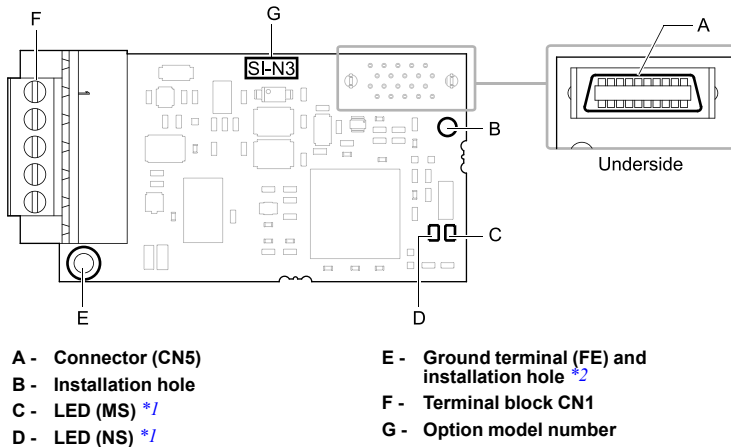 G
F
A
SI-N3
B
Underside
C
E
D
A - Connector (CN5)
B - Installation hole
C - LED (MS) *1
D - LED (NS) *1
E - Ground terminal (FE) and
installation hole *2
F - Terminal block CN1
G - Option model number